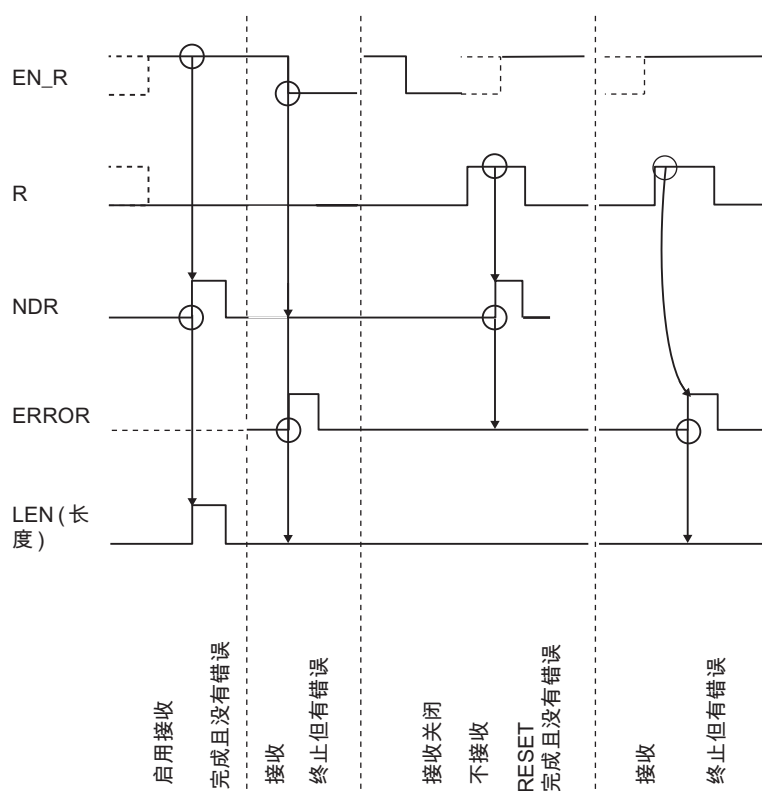 EN_R
R
NDR
ERROR
LEN (长
度)
启用接收
完成且没有错误
接收
终止但有错误
接收关闭
不接收
RESET
完成且没有错误
接收
终止但有错误